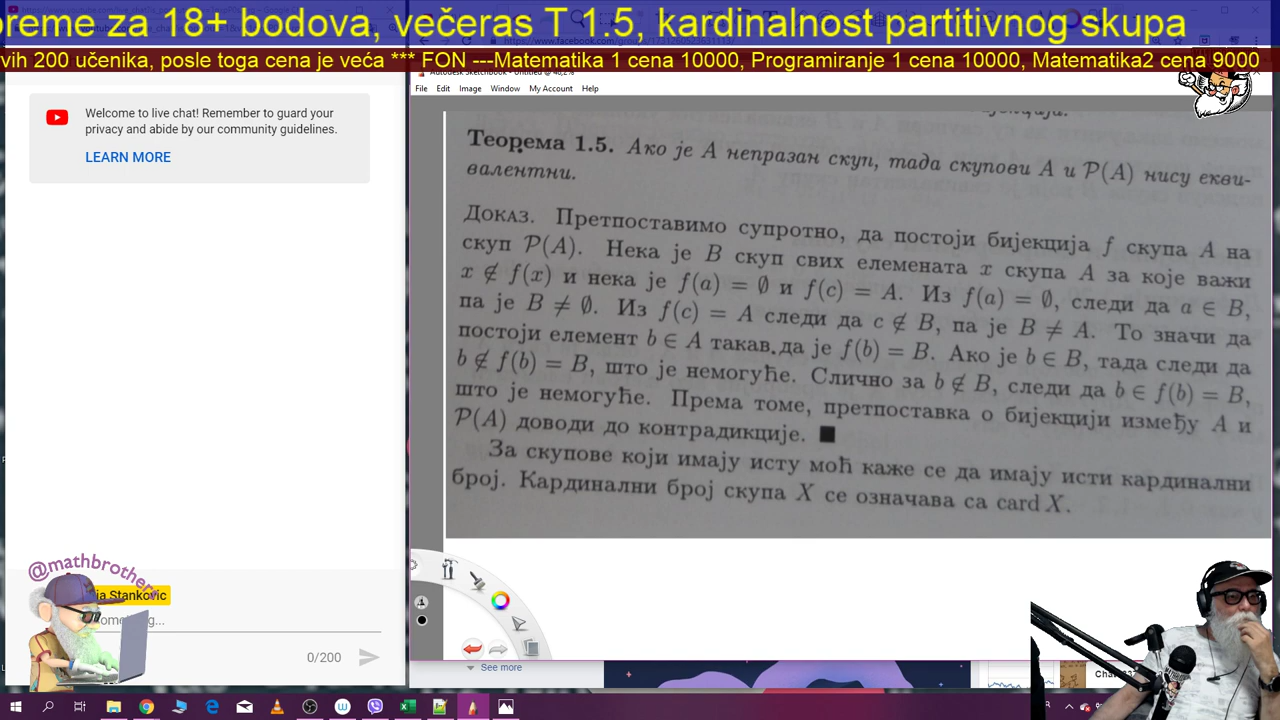 preme za 18+ bodova, večeras T 1.5, kardinalnost partitivnog skupa
vih 200 učenika, posle toga cena je veća *** FON ---Matematika 1 cena 10000, Programiranje 1 cena 10000, Matematika2 cena 9000
File Edit Image Window My Account Help
Welcome to live chat! Remember to guard your
privacy and abide by our community guidelines.
LEARN MORE
Теорема 1.5. Ако је A непразан скуп, тада скупови A и P(A) нису екви-
валентни.
Доказ. Претпоставимо супротно, да постоји бијекција f скупа A на
скуп P(A). Нека је B скуп свих елемената x скупа A за које важи
x ∉ f(x) и нека је f(a) = ∅ и f(c) = A. Из f(a) = ∅, следи да a ∈ B,
па је B ≠ ∅. Из f(c) = A следи да c ∉ B, па је B ≠ A. То значи да
постоји елемент b ∈ A такав да је f(b) = B. Ако је b ∈ B, тада следи да
b ∉ f(b) = B, што је немогуће. Слично за b ∉ B, следи да b ∈ f(b) = B,
што је немогуће. Према томе, претпоставка о бијекцији између A и
P(A) доводи до контрадикције. ■
За скупове који имају исту моћ каже се да имају исти кардинални
број. Кардинални број скупа X се означава са card X.
@mathbrothers
ja Stankovic
0/200
See more